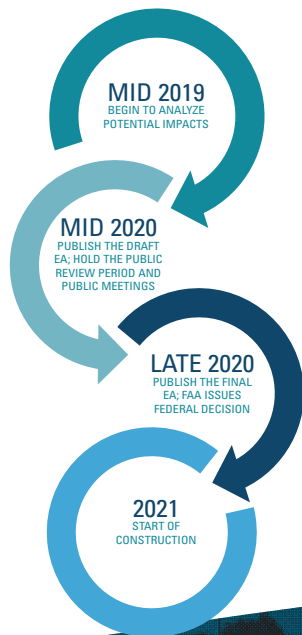 MID 2019
BEGIN TO ANALYZE
POTENTIAL IMPACTS
MID 2020
PUBLISH THE DRAFT
EA; HOLD THE PUBLIC
REVIEW PERIOD AND
PUBLIC MEETINGS
LATE 2020
PUBLISH THE FINAL
EA; FAA ISSUES
FEDERAL DECISION
2021
START OF
CONSTRUCTION